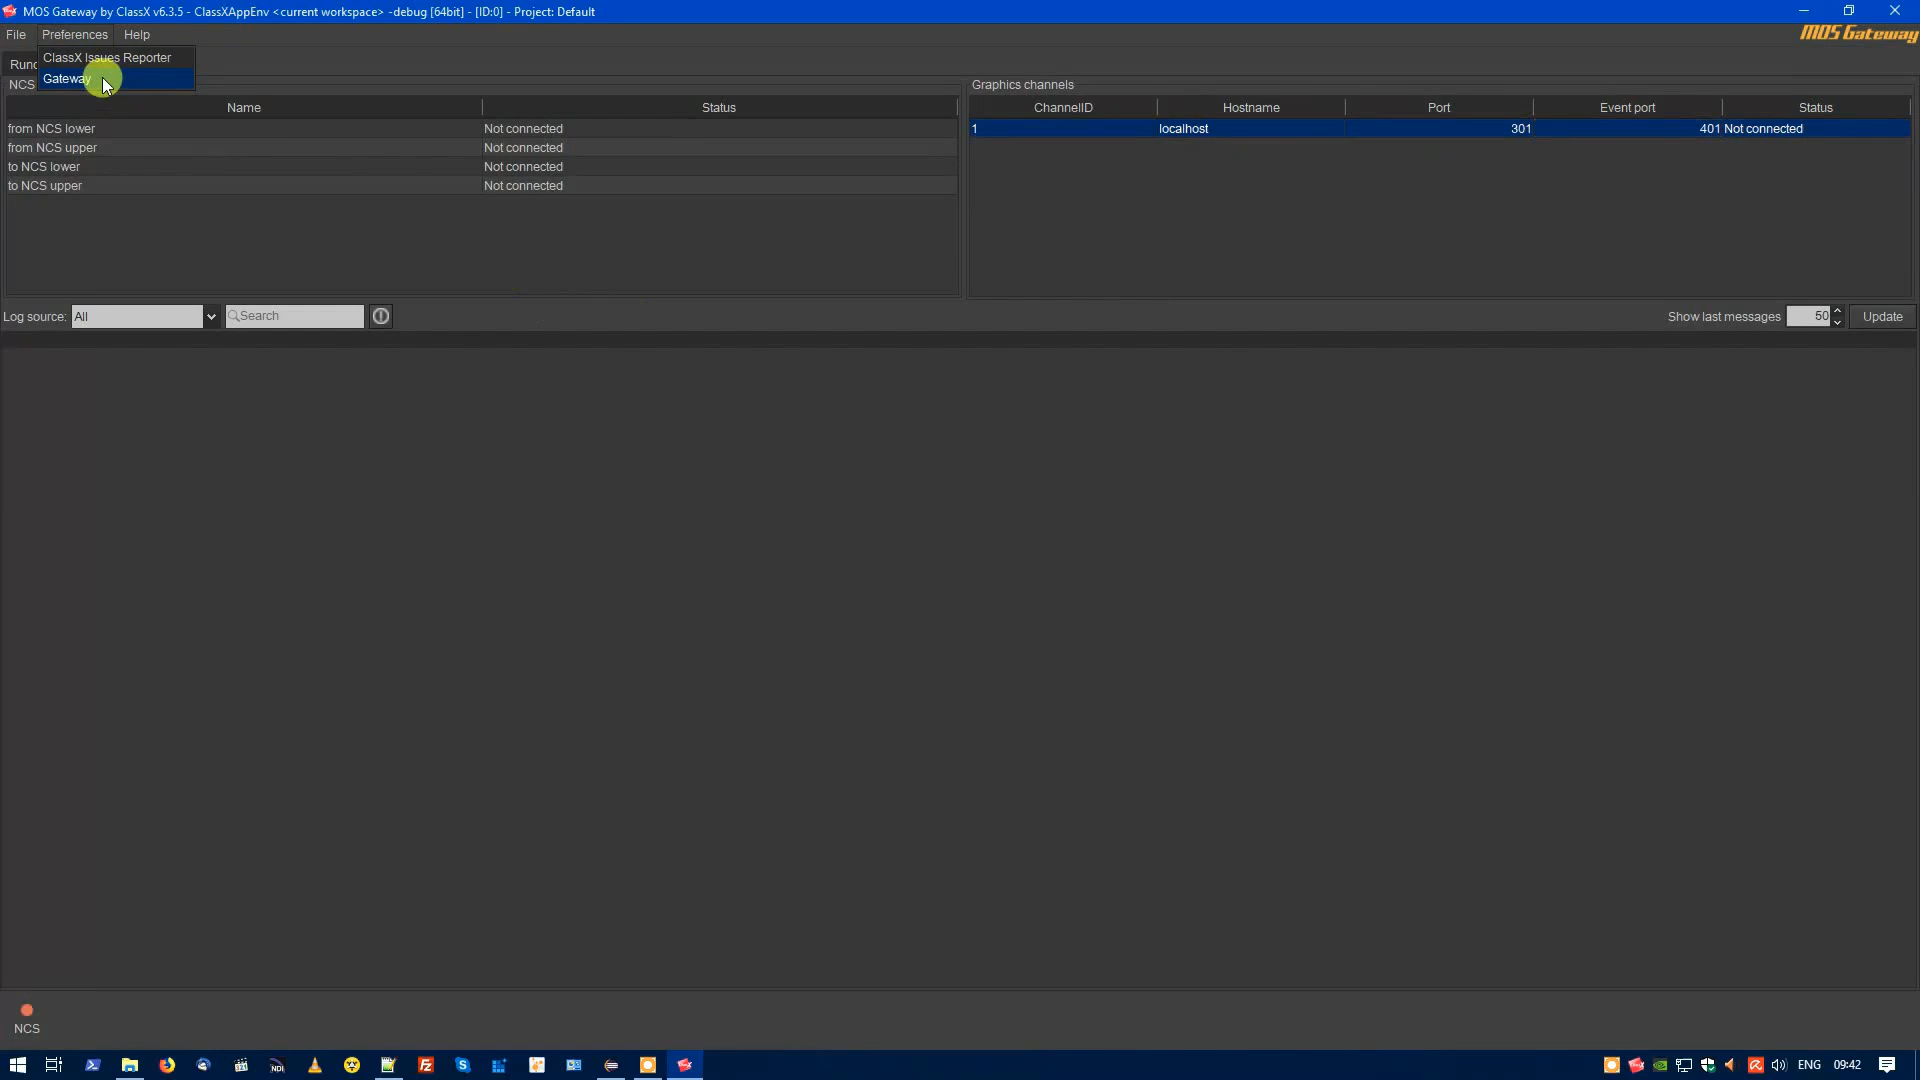 MOS Gateway by ClassX v6.3.5 - ClassXAppEnv <current workspace> -debug [64bit] - [ID:0] - Project: Default
File Preferences Help
MOS Gateway
ClassX Issues Reporter
Gateway
NCS
Graphics channels
Name Status
ChannelID Hostname Port Event port Status
from NCS lower Not connected
1 localhost 301 401 Not connected
from NCS upper Not connected
to NCS lower Not connected
to NCS upper Not connected
Log source: All Search Show last messages 50 Update
NCS
ENG 09:42